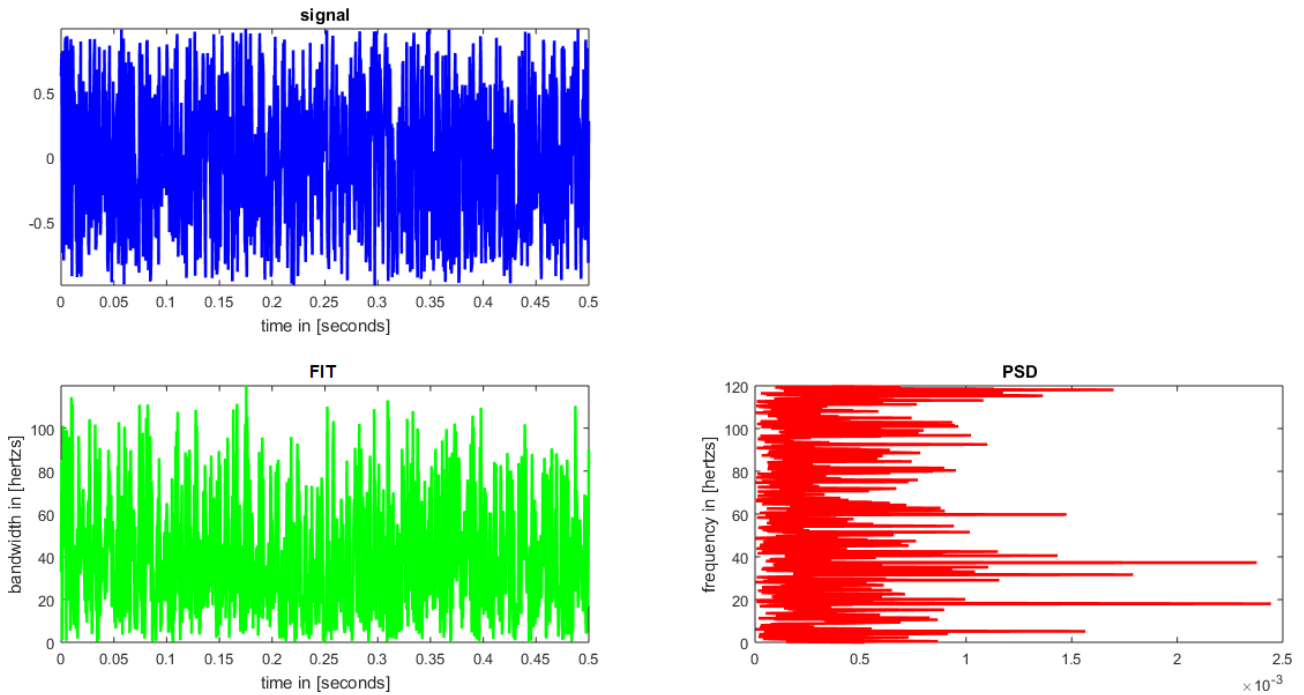 signal
0.5
0
-0.5
0 0.05 0.1 0.15 0.2 0.25 0.3 0.35 0.4 0.45 0.5
time in [seconds]
FIT
bandwidth in [hertzs]
100
80
60
40
20
0
0 0.05 0.1 0.15 0.2 0.25 0.3 0.35 0.4 0.45 0.5
time in [seconds]
PSD
frequency in [hertzs]
120
100
80
60
40
20
0
0 0.5 1 1.5 2 2.5
× 10⁻³